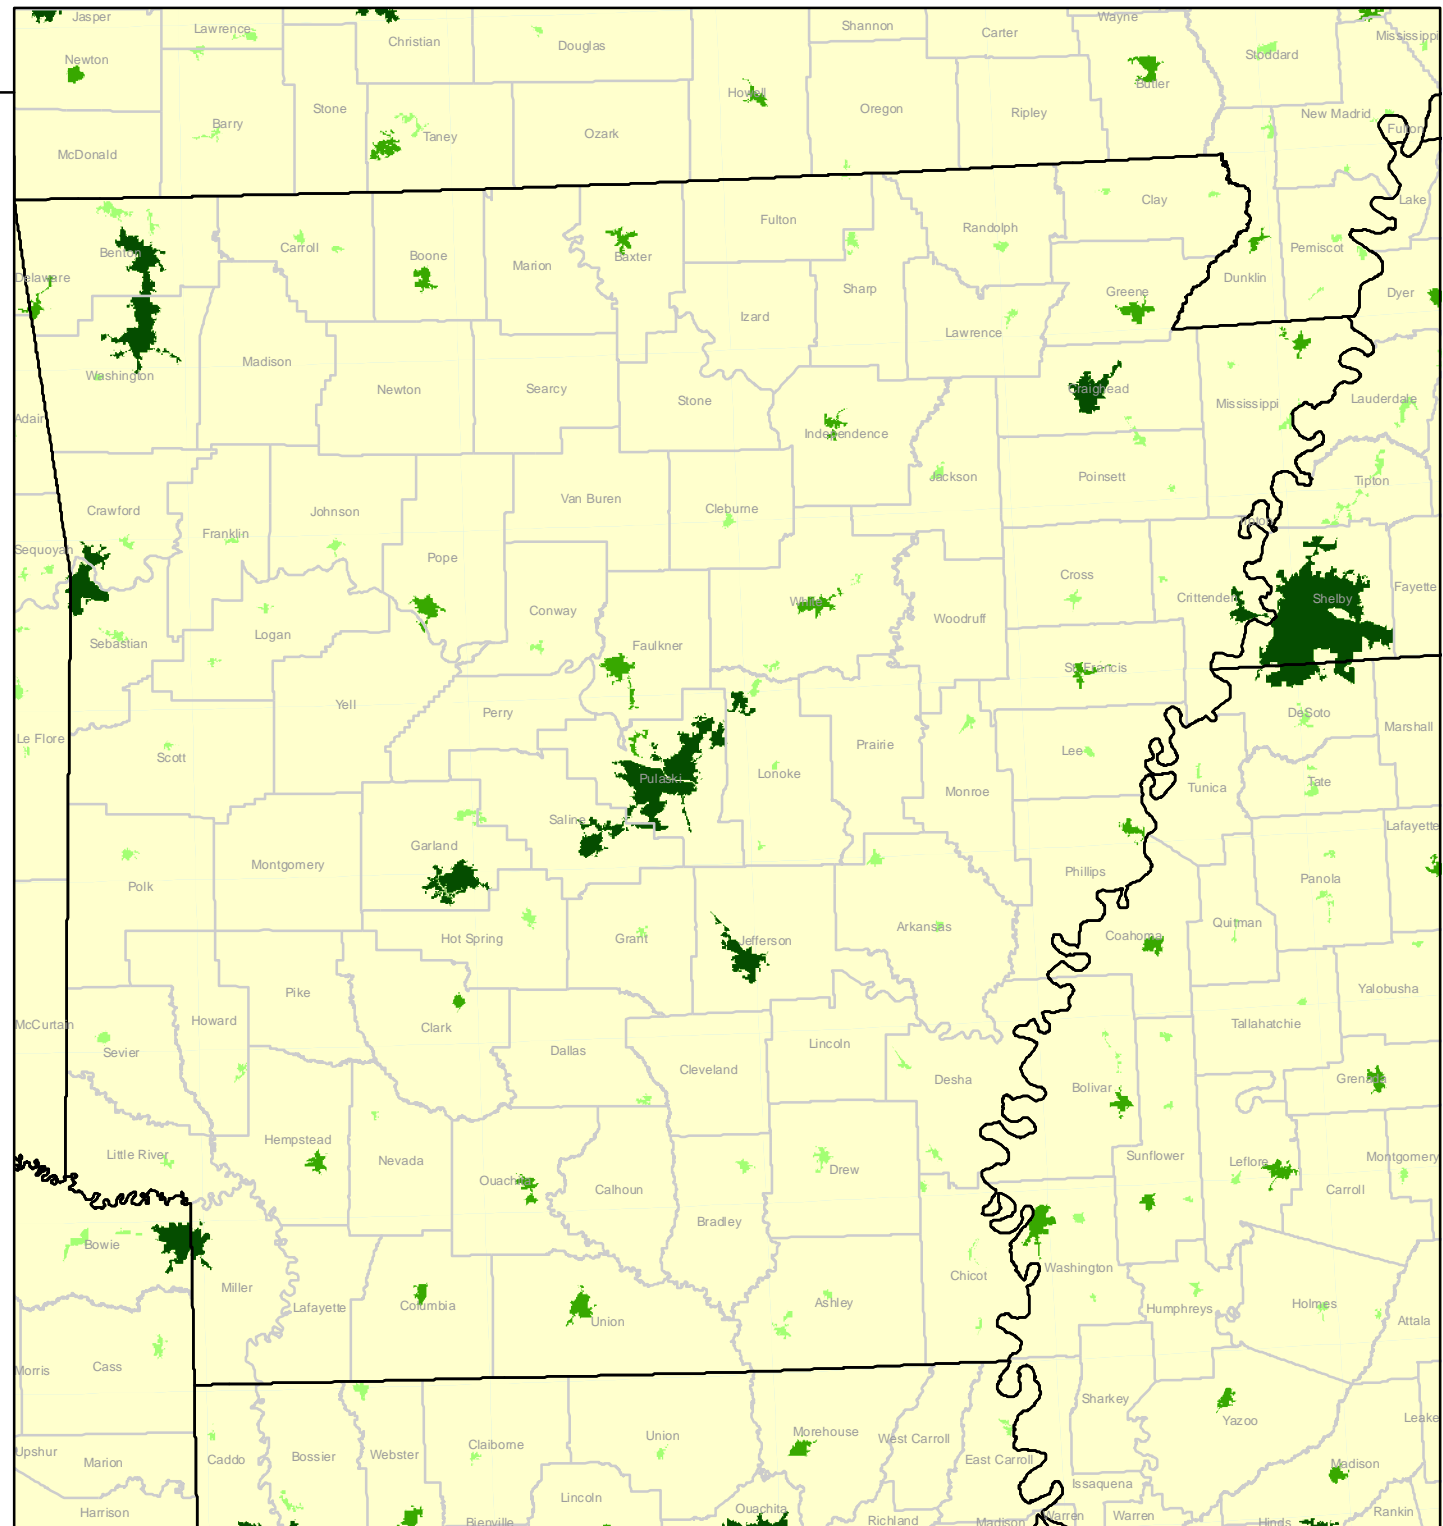 Jasper
Lawrence
Christian
Douglas
Shannon
Carter
Wayne
Stoddard
Mississippi
Newton
Howell
Butler
Stone
Barry
Taney
Ozark
Oregon
Ripley
New Madrid
Fulton
McDonald
Lake
Clay
Fulton
Randolph
Benton
Carroll
Boone
Marion
Baxter
Pemiscot
Delaware
Dunklin
Sharp
Greene
Dyer
Izard
Lawrence
Madison
Washington
Newton
Searcy
Stone
Craighead
Mississippi
Lauderdale
Adair
Independence
Jackson
Poinsett
Tipton
Crawford
Johnson
Van Buren
Cleburne
Tipton
Franklin
Sequoyah
Pope
Cross
Fayette
Conway
White
Woodruff
Crittenden
Shelby
Sebastian
Logan
Faulkner
St. Francis
Yell
Perry
DeSoto
Marshall
Le Flore
Scott
Prairie
Lee
Pulaski
Lonoke
Monroe
Tunica
Tate
Saline
Lafayette
Garland
Montgomery
Polk
Phillips
Panola
Hot Spring
Grant
Jefferson
Arkansas
Coahoma
Quitman
Pike
Yalobusha
McCurtain
Howard
Clark
Tallahatchie
Sevier
Dallas
Lincoln
Cleveland
Desha
Bolivar
Grenada
Hempstead
Little River
Nevada
Ouachita
Calhoun
Drew
Sunflower
Leflore
Montgomery
Carroll
Bradley
Bowie
Miller
Chicot
Washington
Lafayette
Columbia
Union
Ashley
Humphreys
Holmes
Attala
Morris
Cass
Sharkey
Yazoo
Leake
Upshur
Marion
Caddo
Bossier
Webster
Claiborne
Union
Morehouse
West Carroll
East Carroll
Madison
Issaquena
Harrison
Lincoln
Ouachita
Bienville
Richland
Madison
Warren
Warren
Hinds
Rankin